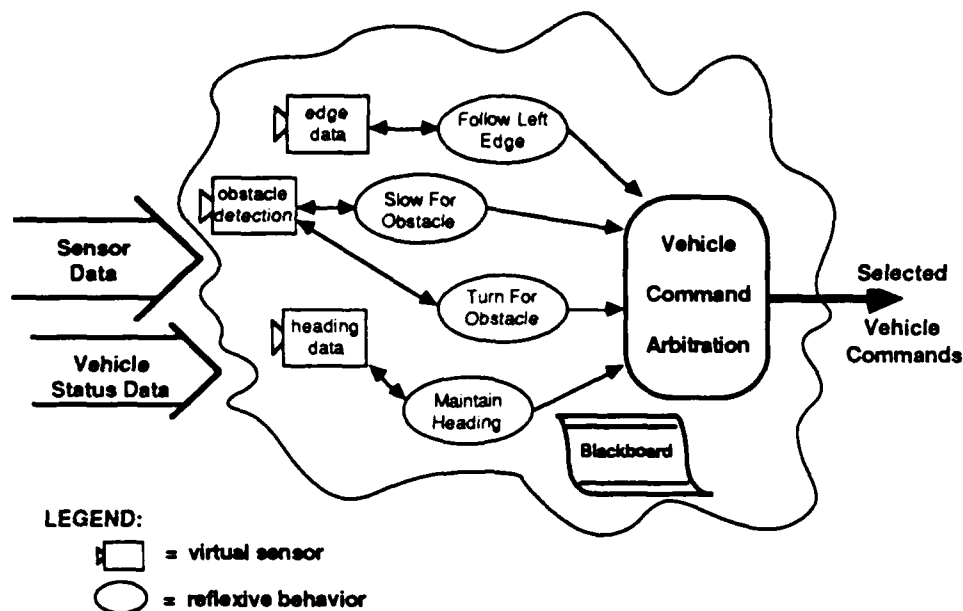 edge
data
Follow Left
Edge
obstacle
detection
Slow For
Obstacle
Sensor
Data
Vehicle
Command
Arbitration
Selected
Vehicle
Commands
Turn For
Obstacle
heading
data
Vehicle
Status Data
Maintain
Heading
Blackboard
LEGEND:
= virtual sensor
= reflexive behavior